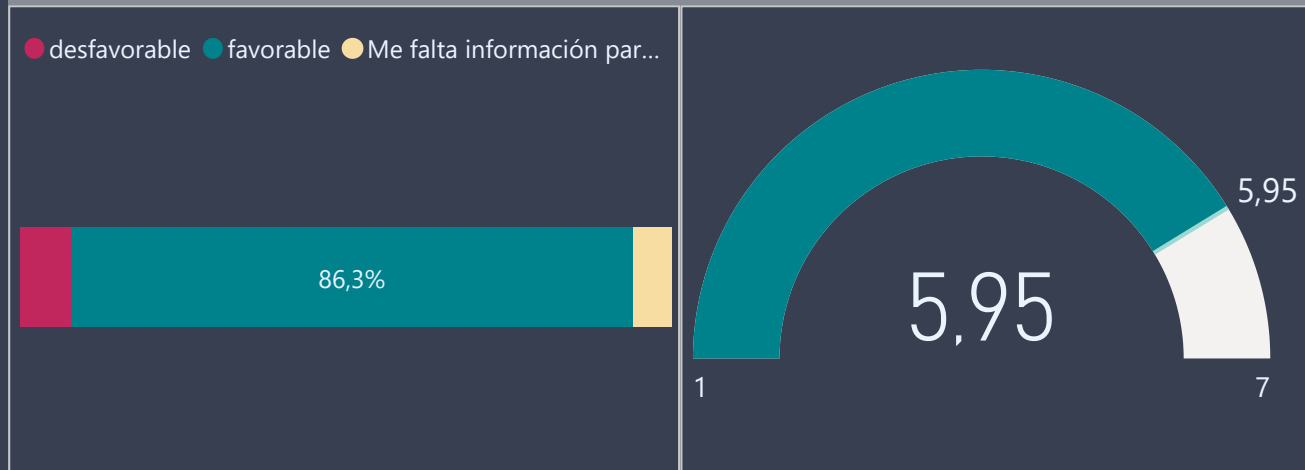 desfavorable favorable Me falta información par...
86,3%
5,95
5,95
1 7